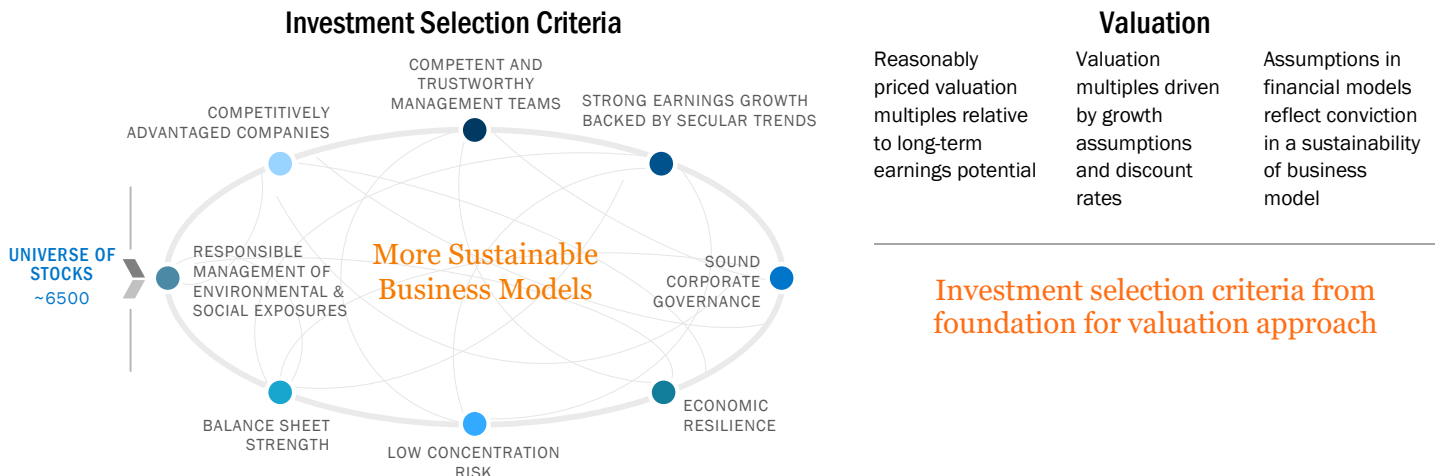 Investment Selection Criteria
COMPETENT AND
TRUSTWORTHY
MANAGEMENT TEAMS
STRONG EARNINGS GROWTH
BACKED BY SECULAR TRENDS
COMPETITIVELY
ADVANTAGED COMPANIES
UNIVERSE OF
STOCKS
~6500
RESPONSIBLE
MANAGEMENT OF
ENVIRONMENTAL &
SOCIAL EXPOSURES
More Sustainable
Business Models
SOUND
CORPORATE
GOVERNANCE
BALANCE SHEET
STRENGTH
LOW CONCENTRATION
RISK
ECONOMIC
RESILIENCE
Valuation
Reasonably
priced valuation
multiples relative
to long-term
earnings potential
Valuation
multiples driven
by growth
assumptions
and discount
rates
Assumptions in
financial models
reflect conviction
in a sustainability
of business
model
Investment selection criteria from
foundation for valuation approach